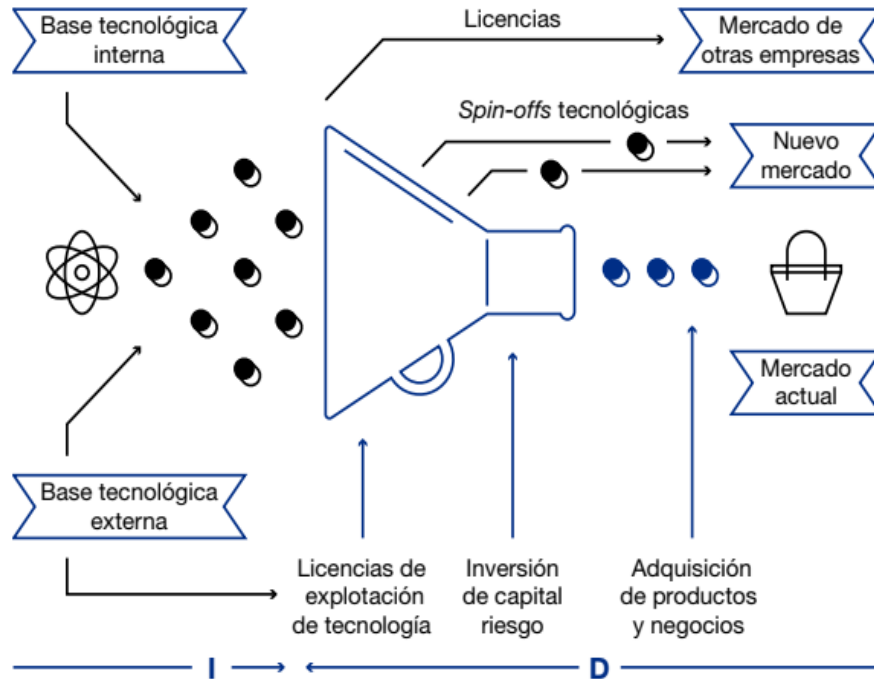 Base tecnológica
interna
Licencias
Mercado de
otras empresas
Spin-offs tecnológicas
Nuevo
mercado
Mercado
actual
Base tecnológica
externa
Licencias de
explotación
de tecnología
Inversión
de capital
riesgo
Adquisición
de productos
y negocios
I
D